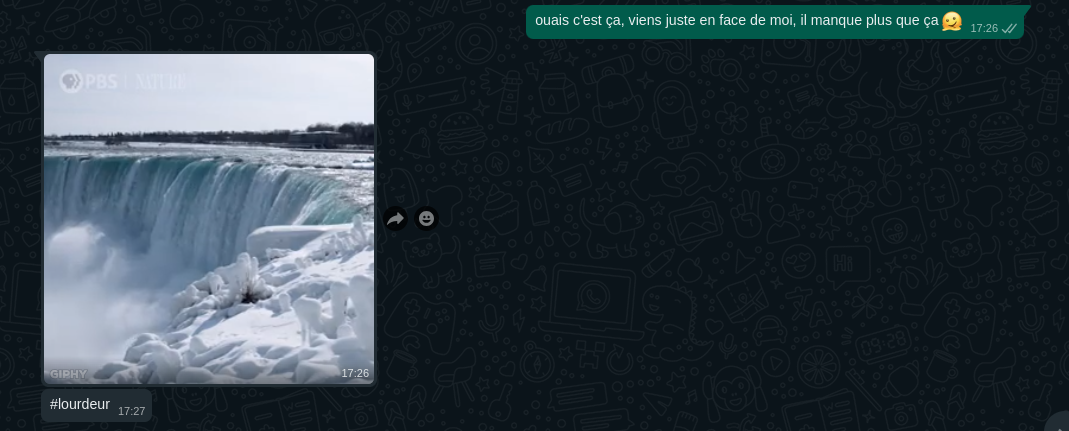 ouais c'est ça, viens juste en face de moi, il manque plus que ça🫠
17:26
PBS | NATURE
GIPHY
17:26
#lourdeur
17:27